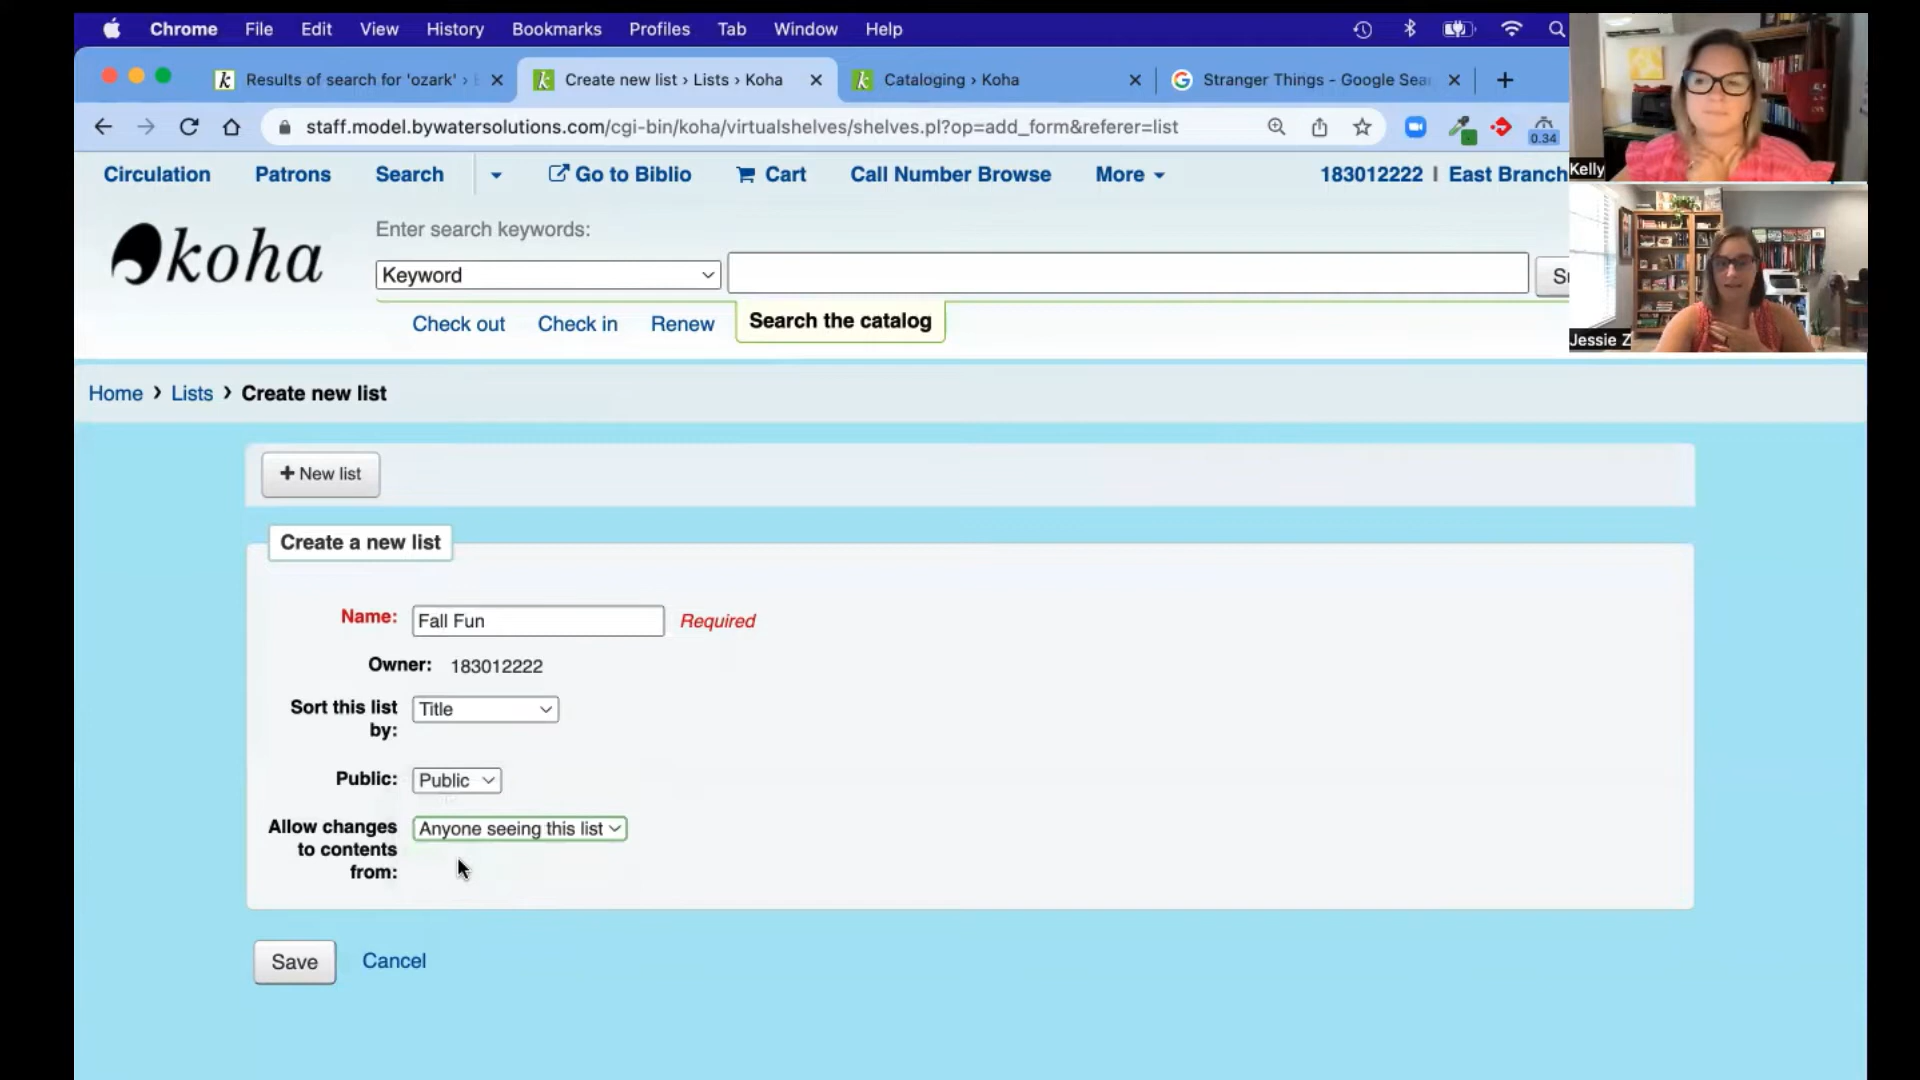 Chrome File Edit View History Bookmarks Profiles Tab Window Help
Results of search for 'ozark' ›
Create new list › Lists › Koha
Cataloging › Koha
Stranger Things - Google Sea
staff.model.bywatersolutions.com/cgi-bin/koha/virtualshelves/shelves.pl?op=add_form&referer=list
0.34
Kelly
Circulation Patrons Search Go to Biblio Cart Call Number Browse More 183012222 | East Branch
koha
Enter search keywords:
Keyword
Check out Check in Renew Search the catalog
Jessie Z
Home › Lists › Create new list
+ New list
Create a new list
Name: Fall Fun Required
Owner: 183012222
Sort this list by: Title
Public: Public
Allow changes to contents from: Anyone seeing this list
Save Cancel